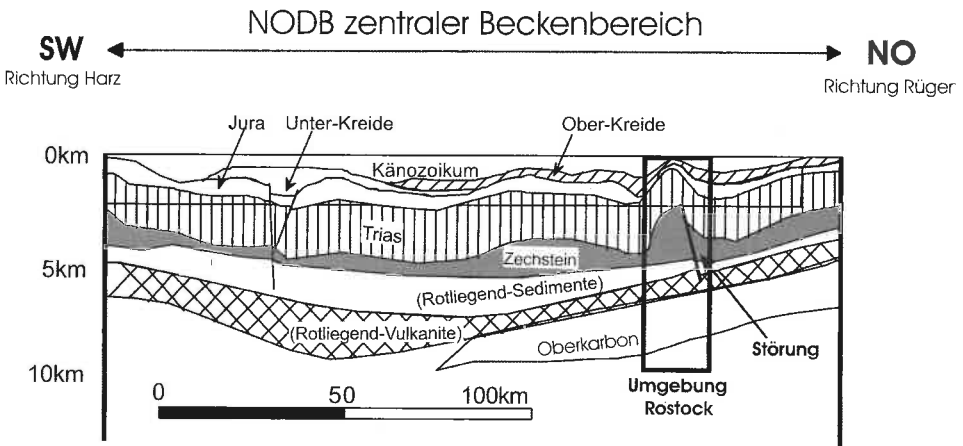 NODB zentraler Beckenbereich
SW
NO
Richtung Harz
Richtung Rügen
Jura
Unter-Kreide
Ober-Kreide
0km
Känozoikum
Trias
Zechstein
5km
(Rotliegend-Sedimente)
(Rotliegend-Vulkanite)
Oberkarbon
Störung
10km
0
50
100km
Umgebung
Rostock